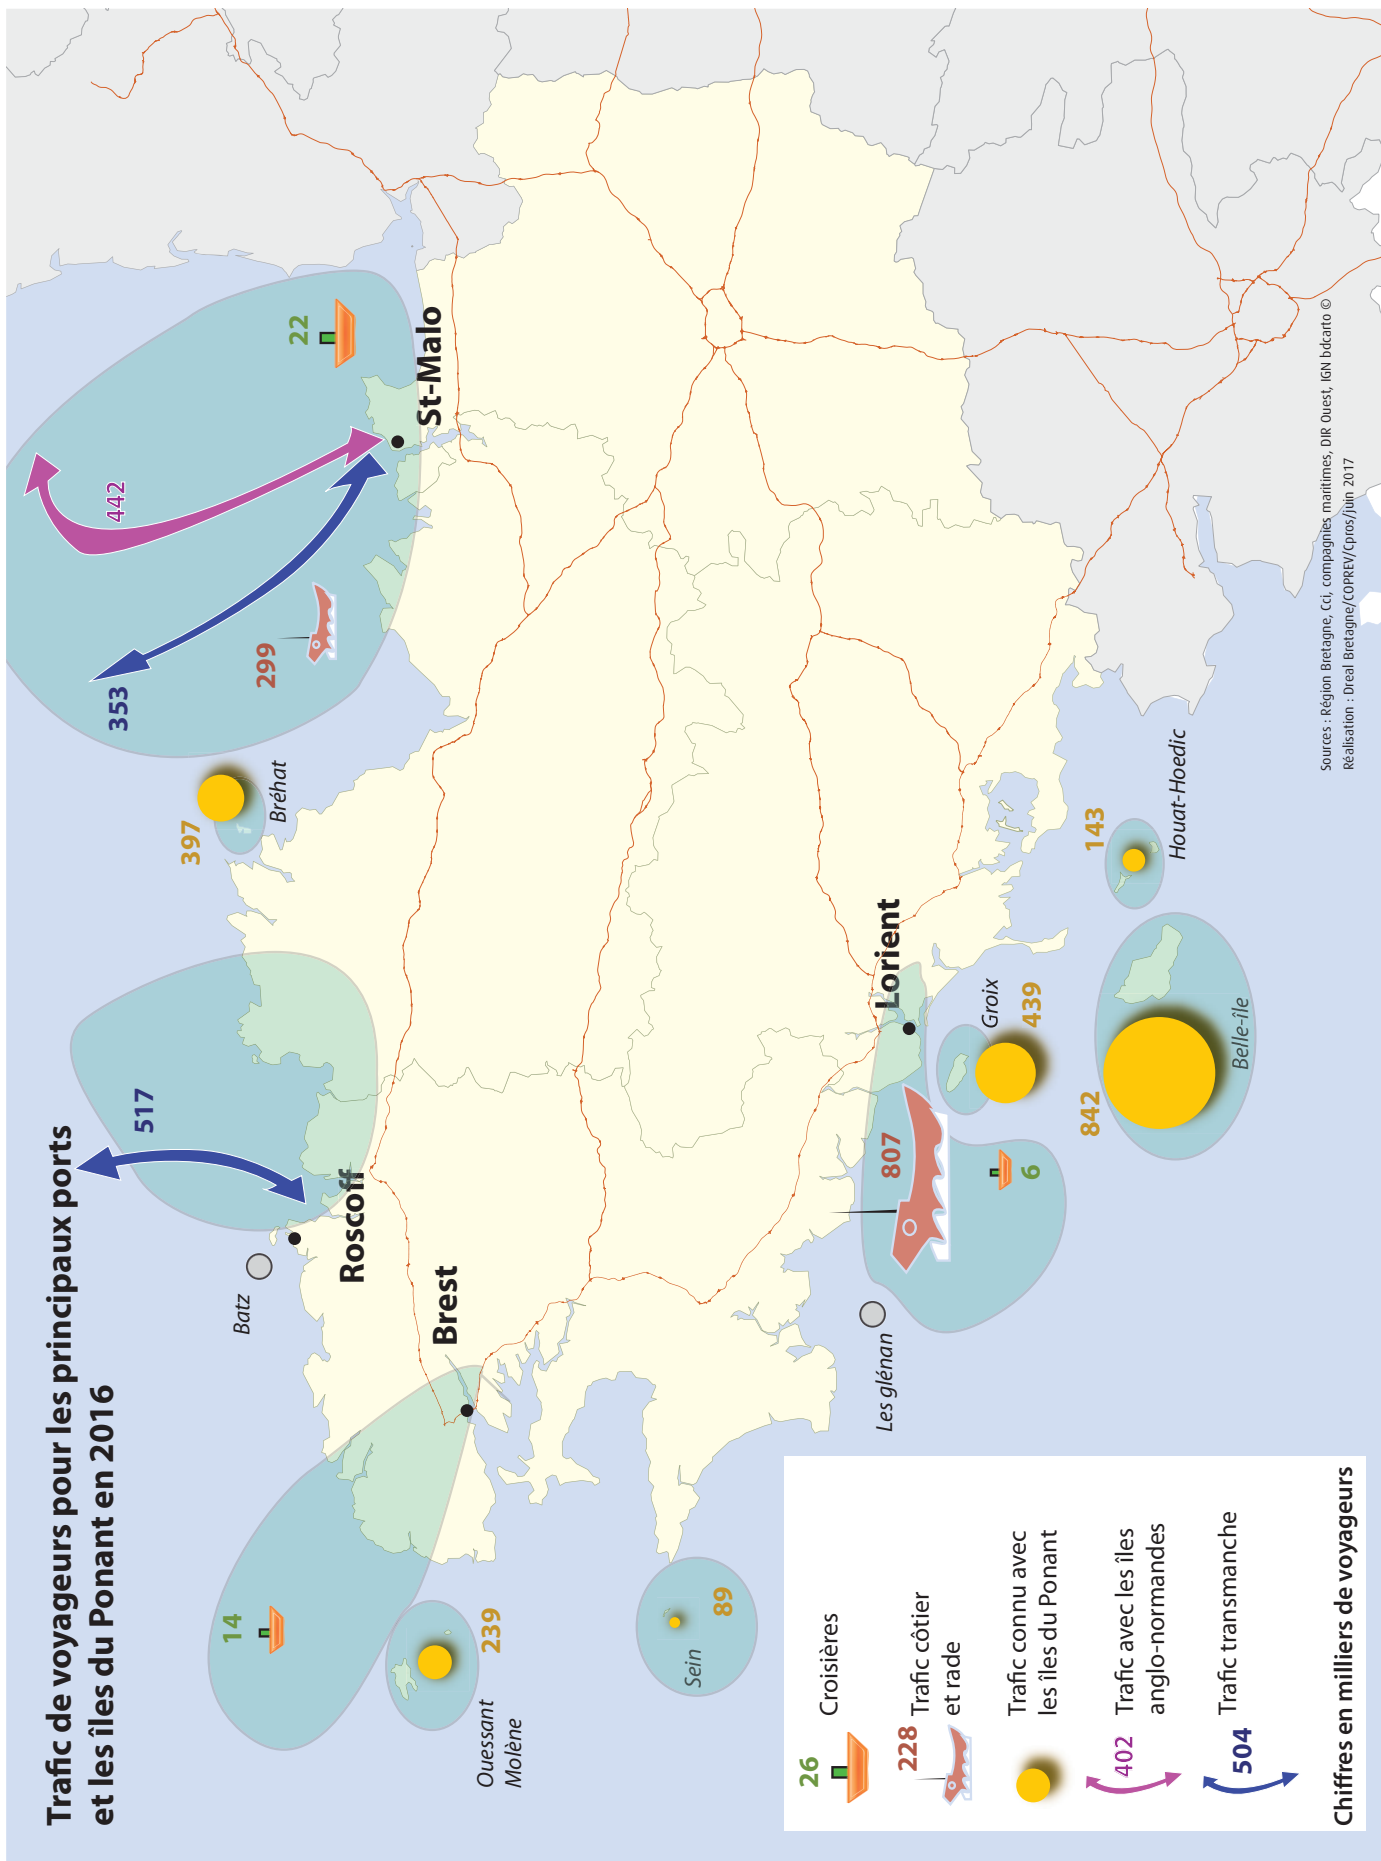 Trafic de voyageurs pour les principaux ports
et les îles du Ponant en 2016
14
239
Ouessant
Molène
89
Sein
Batz
Roscoff
Brest
517
397
Bréhat
353
442
299
22
St-Malo
Les glénan
807
6
Lorient
Groix
439
842
Belle-île
143
Houat-Hoedic
26
Croisières
228
Trafic côtier
et rade
Trafic connu avec
les îles du Ponant
402
Trafic avec les îles
anglo-normandes
504
Trafic transmanche
Chiffres en milliers de voyageurs
Sources : Région Bretagne, Cci, compagnies maritimes, DIR Ouest, IGN bdcarto ©
Réalisation : Dreal Bretagne/COPREV/Cpros/juin 2017